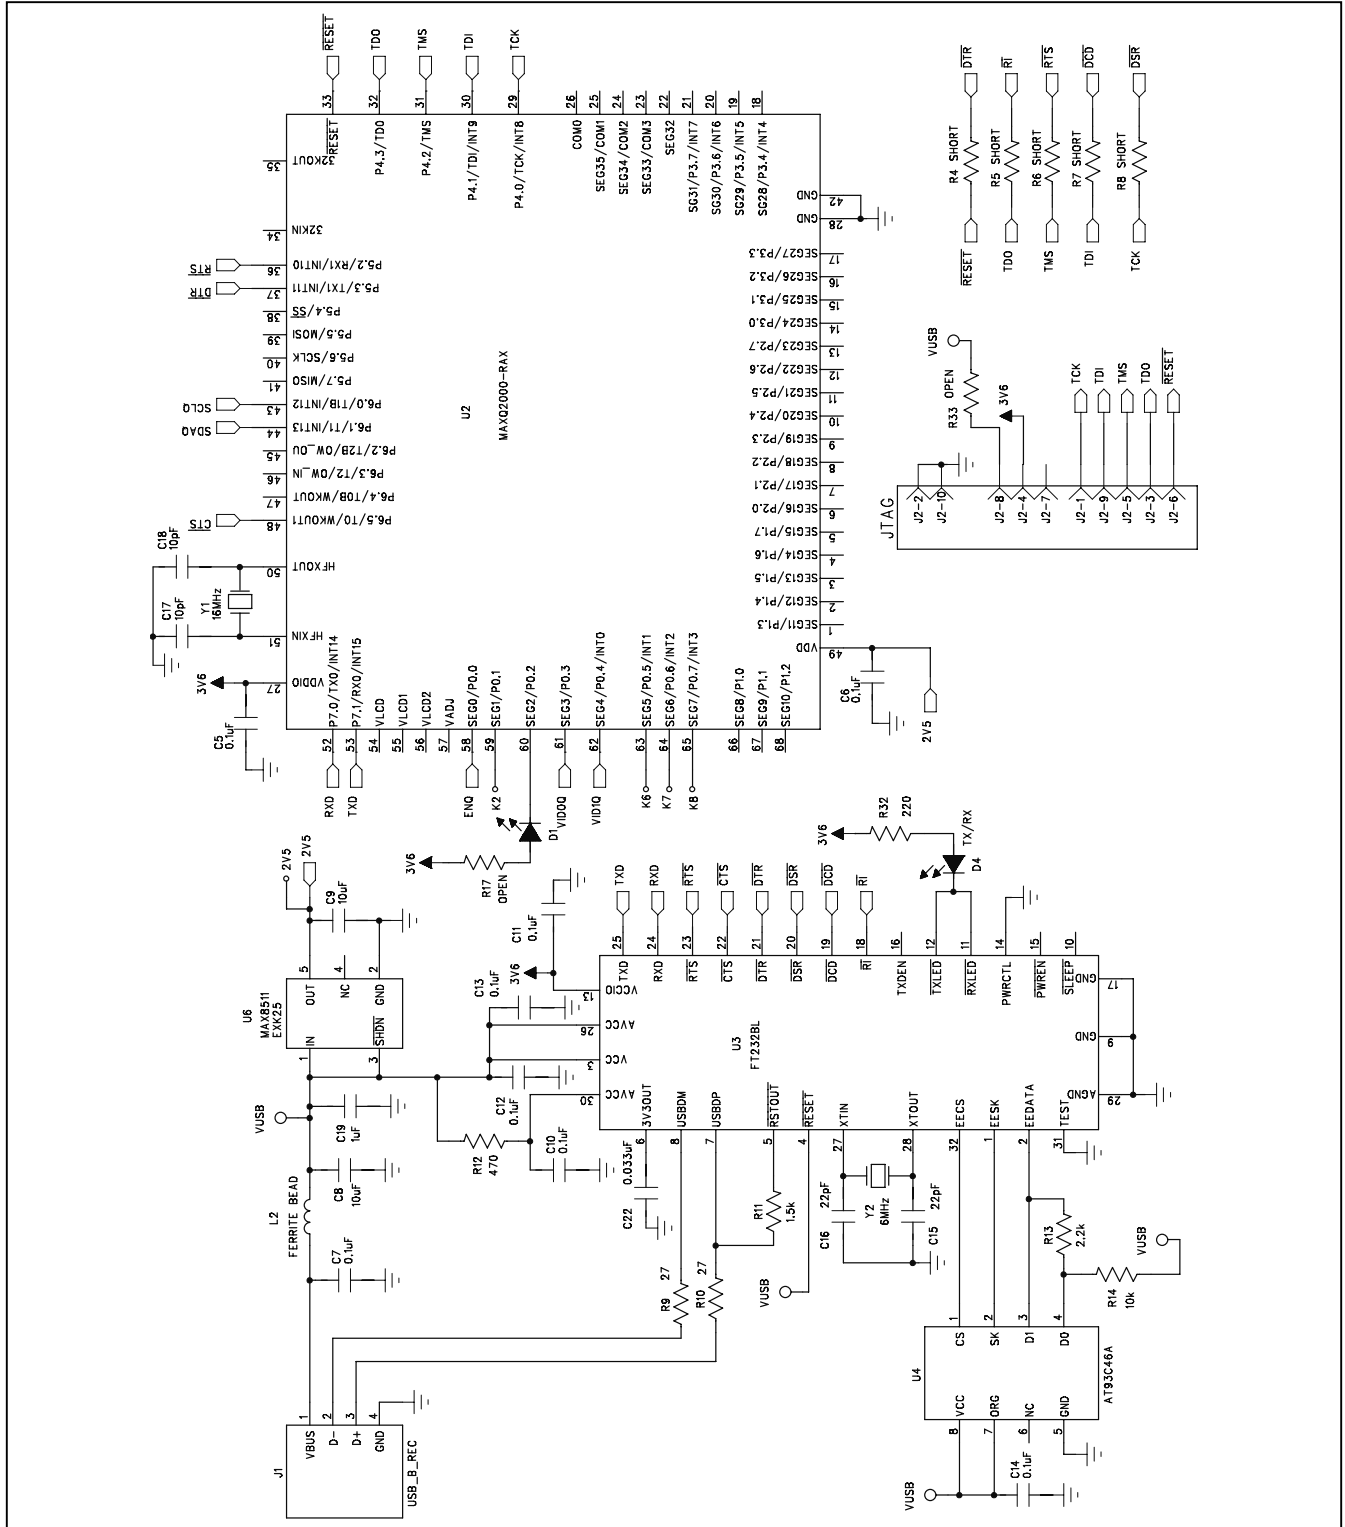 RESET
TDO
TMS
TDI
TCK
33
32
31
30
29
26
25
24
23
22
21
20
19
18
RESET
P4.3/TDO
P4.2/TMS
P4.1/TDI/INT9
P4.0/TCK/INT8
COM0
SEG35/COM1
SEG34/COM2
SEG33/COM3
SEG32
SG31/P3.7/INT7
SG30/P3.6/INT6
SG29/P3.5/INT5
SG28/P3.4/INT4
35 32KOUT
34 32KIN
RTS 36 P5.2/RX1/INT10
DTR 37 P5.3/TX1/INT11
38 P5.4/SS
39 P5.5/MOSI
40 P5.6/SCLK
41 P5.7/MISO
SCLQ 43 P6.0/T1B/INT12
SDAQ 44 P6.1/T1/INT13
45 P6.2/T2B/OW_OU
46 P6.3/T2/OW_IN
47 P6.4/T0B/WKOUT
CTS 48 P6.5/T0/WKOUT1
50 HFXOUT
51 HFXIN
27 VDDIO
U2
MAXQ2000-RAX
GND 42
GND 28
SEG27/P3.3 17
SEG26/P3.2 16
SEG25/P3.1 15
SEG24/P3.0 14
SEG23/P2.7 13
SEG22/P2.6 12
SEG21/P2.5 11
SEG20/P2.4 10
SEG19/P2.3 9
SEG18/P2.2 8
SEG17/P2.1 7
SEG16/P2.0 6
SEG15/P1.7 5
SEG14/P1.6 4
SEG13/P1.5 3
SEG12/P1.4 2
SEG11/P1.3 1
VDD 49
C18
10pF
C17
10pF
Y1
16MHz
3V6
C5
0.1uF
C6
0.1uF
2V5
P7.0/TX0/INT14
P7.1/RX0/INT15
VLCD
VLCD1
VLCD2
VADJ
SEG0/P0.0
SEG1/P0.1
SEG2/P0.2
SEG3/P0.3
SEG4/P0.4/INT0
SEG5/P0.5/INT1
SEG6/P0.6/INT2
SEG7/P0.7/INT3
SEG8/P1.0
SEG9/P1.1
SEG10/P1.2
52
53
54
55
56
57
58
59
60
61
62
63
64
65
66
67
68
RXD
TXD
ENQ
K2
VID0Q
VID1Q
K6
K7
K8
D1
3V6
R17
OPEN
DTR
RI
RTS
DCD
DSR
R4 SHORT
R5 SHORT
R6 SHORT
R7 SHORT
R8 SHORT
RESET
TDO
TMS
TDI
TCK
VUSB
R33 OPEN
3V6
TCK
TDI
TMS
TDO
RESET
JTAG
J2-2
J2-10
J2-8
J2-4
J2-7
J2-1
J2-9
J2-5
J2-3
J2-6
3V6
R32
220
TX/RX
D4
2V5
2V5
C9
10uF
U6
MAX8511
EXK25
5 OUT
4 NC
2 GND
1 IN
3 SHDN
VUSB
C19
1uF
C8
10uF
L2
FERRITE BEAD
C7
0.1uF
C11
0.1uF
3V6
C13
0.1uF
C12
0.1uF
R12
470
C10
0.1uF
TXD
RXD
RTS
CTS
DTR
DSR
DCD
RI
25
24
23
22
21
20
19
18
16
12
11
14
15
10
TXD
RXD
RTS
CTS
DTR
DSR
DCD
RI
TXDEN
TXLED
RXLED
PWRCTL
PWREN
SLEEP
13 VCCIO
26 AVCC
3 VCC
30 AVCC
U3
FT232BL
GND 17
GND 9
AGND 29
3V3OUT
USBDM
USBDP
RSTOUT
RESET
XTIN
XTOUT
EECS
EESK
EEDATA
TEST
6
8
7
5
4
27
28
32
1
2
31
0.033uF
C22
R11
1.5k
22pF
C16
Y2
6MHz
22pF
C15
R9
27
R10
27
VUSB
R13
2.2k
R14
10k
VUSB
1
2
3
4
CS
SK
D1
DO
U4
AT93C46A
VCC
ORG
NC
GND
8
7
6
5
VUSB
C14
0.1uF
1
2
3
4
VBUS
D-
D+
GND
J1
USB_B_REC